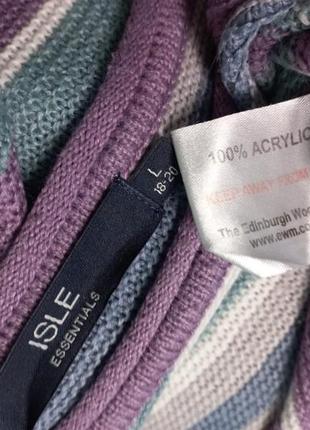 L
18-20
ISLE
ESSENTIALS
100% ACRYLIC
KEEP AWAY FROM
The Edinburgh Woo
www.ewm.co